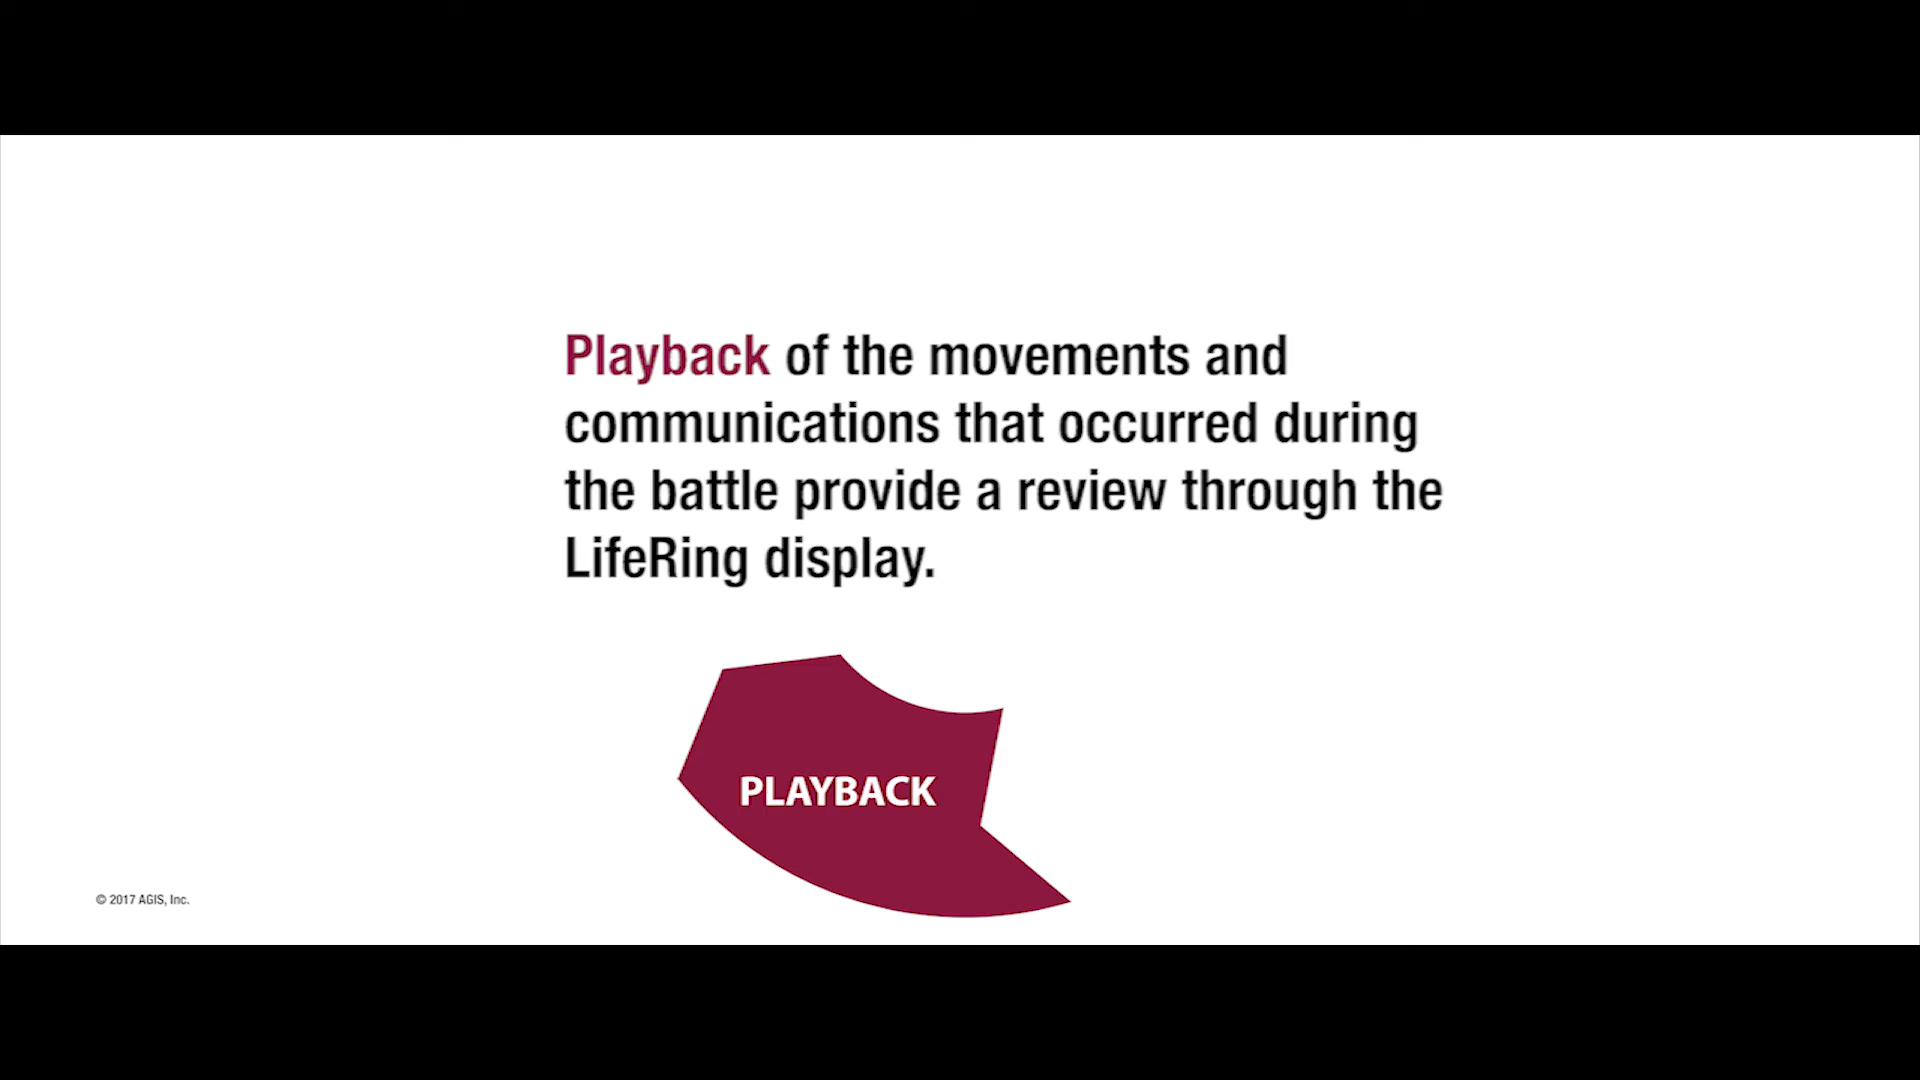 Playback of the movements and
communications that occurred during
the battle provide a review through the
LifeRing display.
PLAYBACK
© 2017 AGIS, Inc.